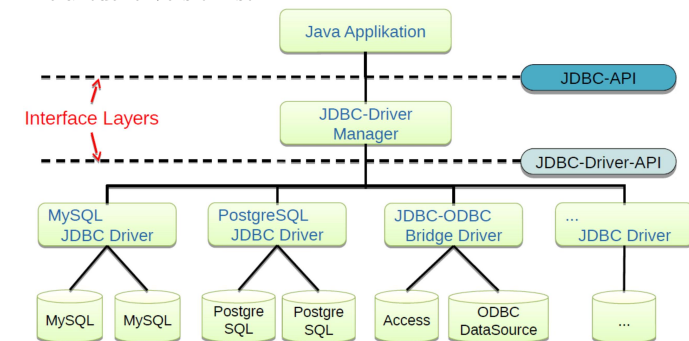 Java Applikation
JDBC-API
Interface Layers
JDBC-Driver
Manager
JDBC-Driver-API
MySQL
JDBC Driver
PostgreSQL
JDBC Driver
JDBC-ODBC
Bridge Driver
...
JDBC Driver
MySQL
MySQL
Postgre
SQL
Postgre
SQL
Access
ODBC
DataSource
...